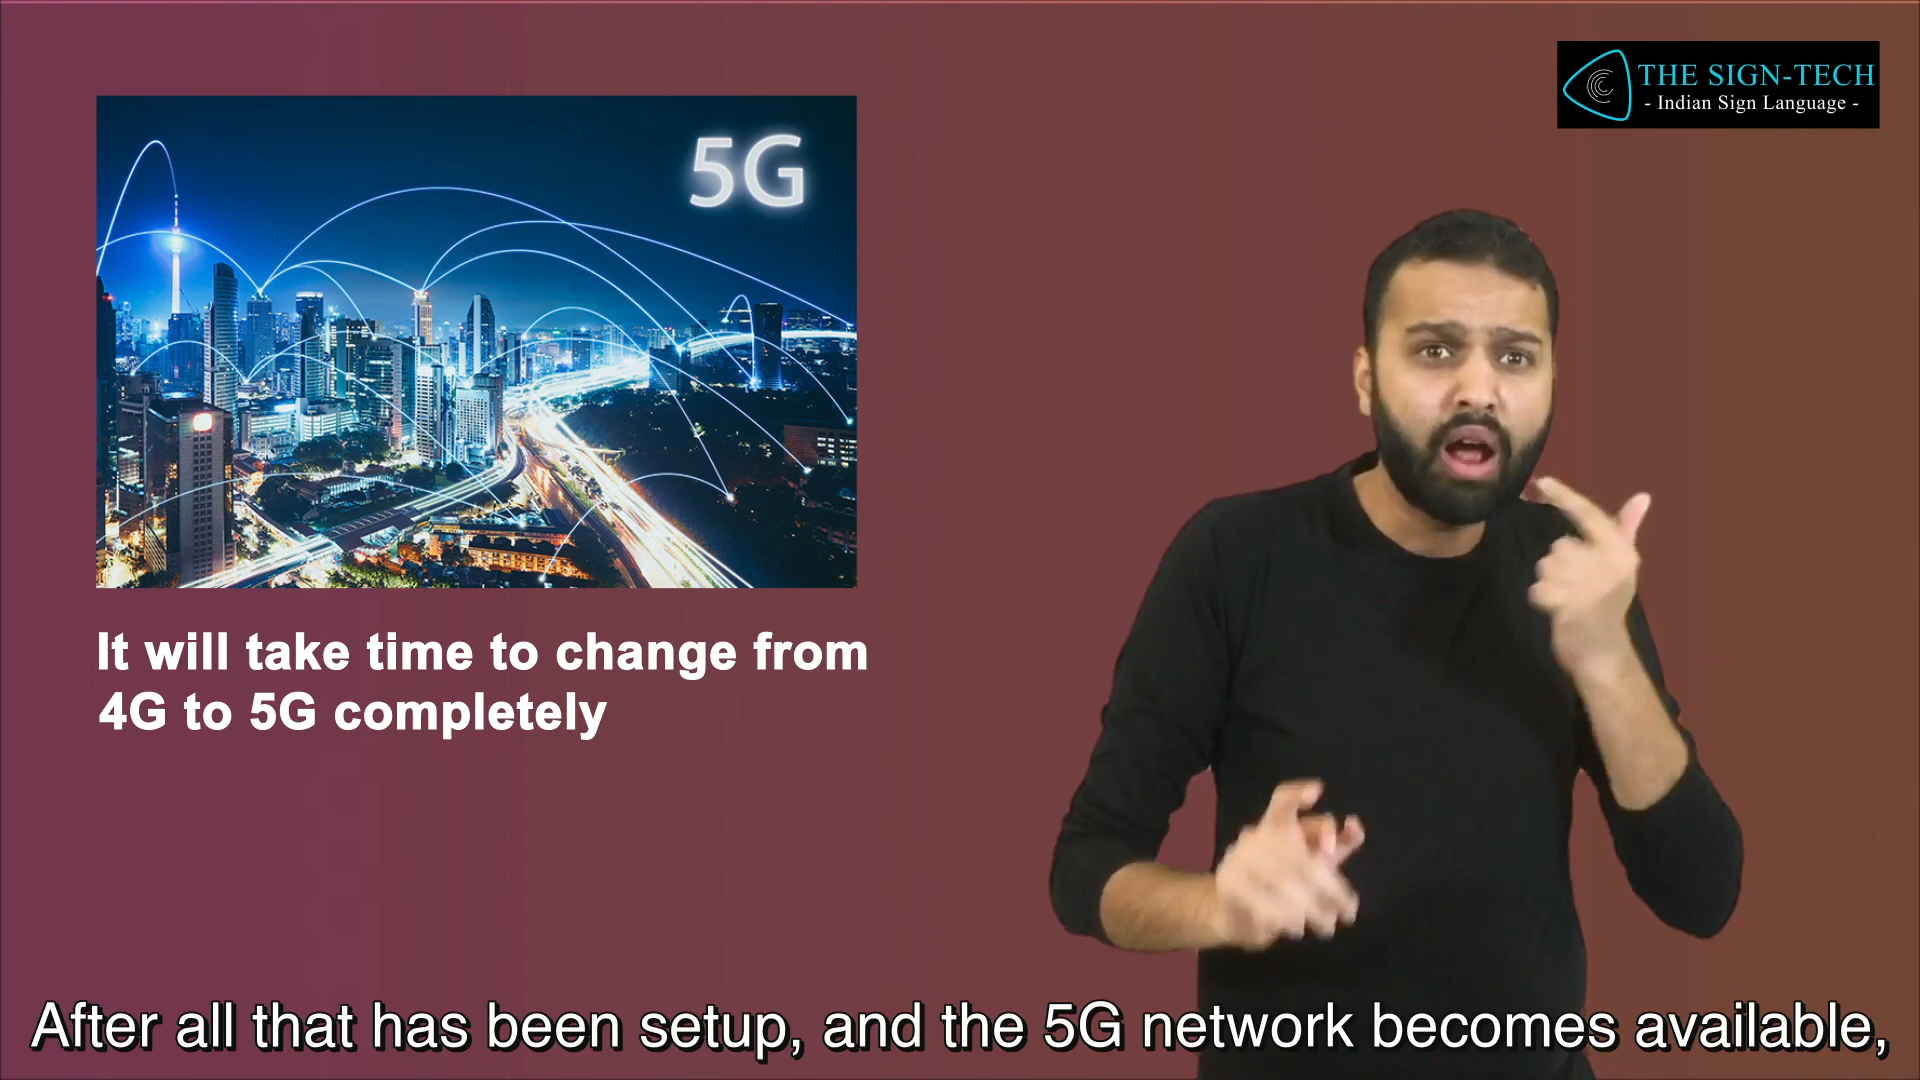 THE SIGN-TECH
- Indian Sign Language -
5G
It will take time to change from
4G to 5G completely
After all that has been setup, and the 5G network becomes available,